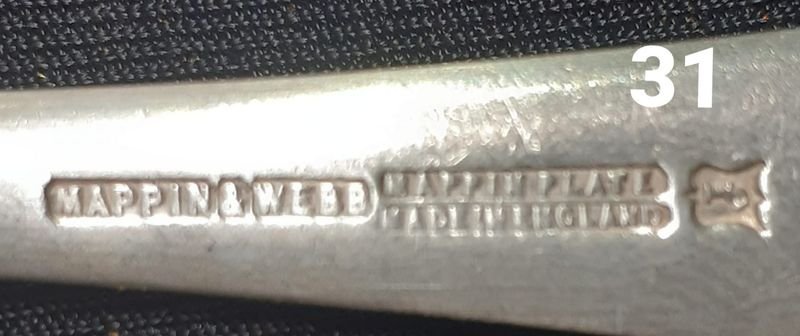 31
MAPPIN & WEBB
MAPPIN PLATE
MADE IN ENGLAND